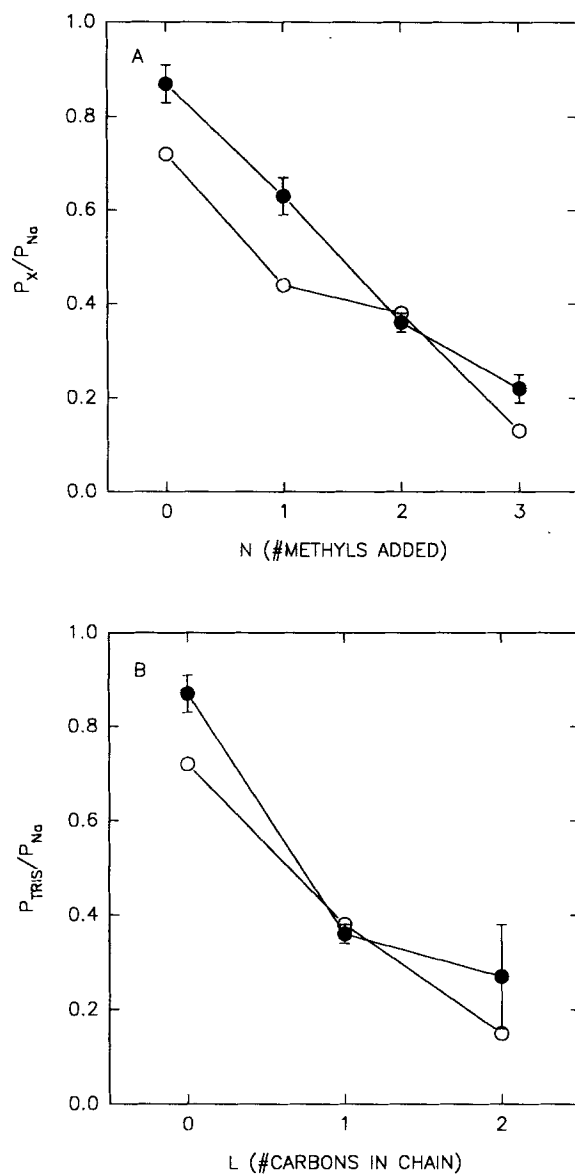 A
1.0
0.8
0.6
0.4
0.2
0.0
P_X/P_Na
0 1 2 3
N (#METHYLS ADDED)
B
1.0
0.8
0.6
0.4
0.2
0.0
P_TRIS/P_Na
0 1 2
L (#CARBONS IN CHAIN)